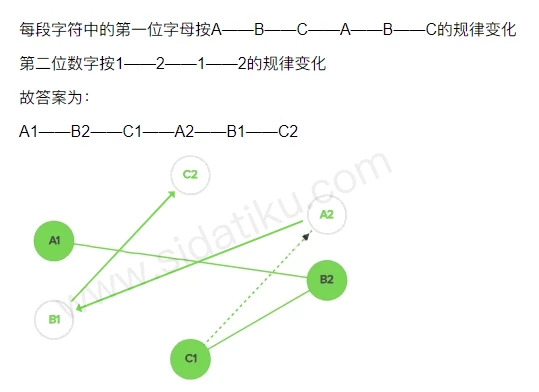 每段字符中的第一位字母按A——B——C——A——B——C的规律变化
第二位数字按1——2——1——2的规律变化
故答案为：
A1——B2——C1——A2——B1——C2
C2
A2
A1
B2
B1
C1
www.sidatiku.com